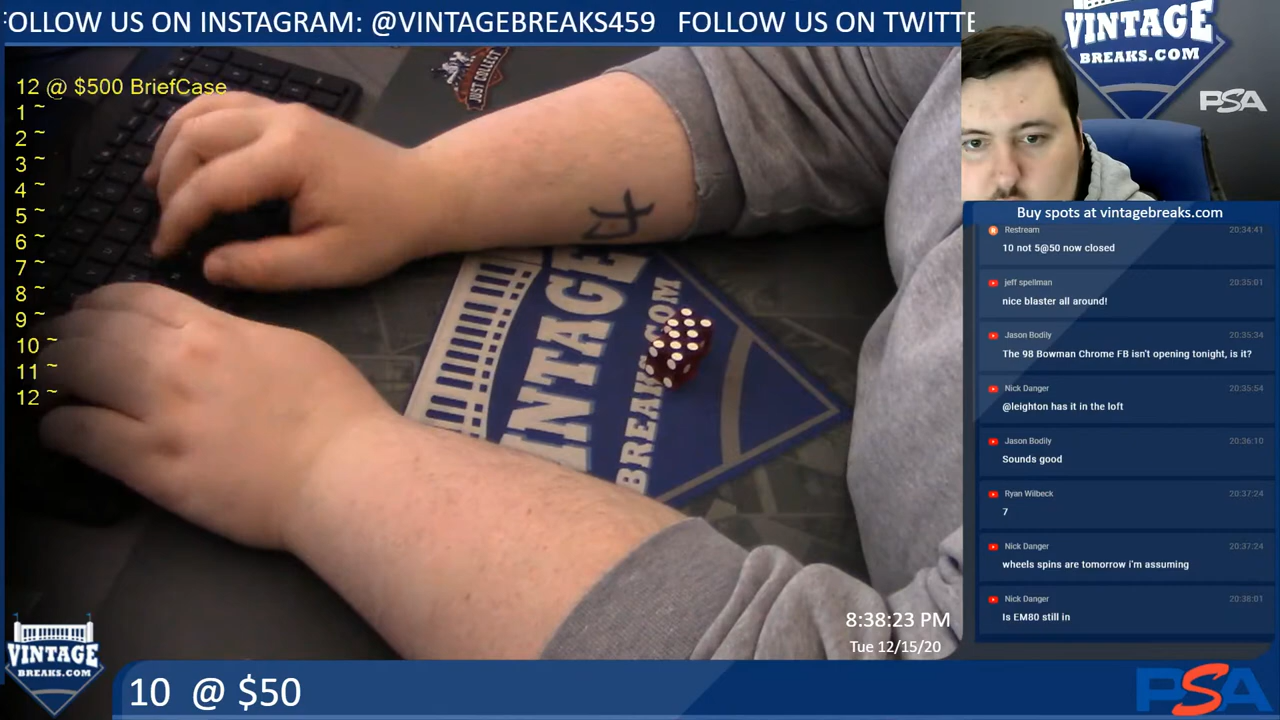 FOLLOW US ON INSTAGRAM: @VINTAGEBREAKS459 FOLLOW US ON TWITTE
12 @ $500 BriefCase
1 ~
2 ~
3 ~
4 ~
5 ~
6 ~
7 ~
8 ~
9 ~
10 ~
11 ~
12 ~
JUST COLLECT
VINTAGE
BREAKS.COM
VINTAGE
BREAKS.COM
PSA
Buy spots at vintagebreaks.com
Restream 20:34:41
10 not 5@50 now closed
jeff spellman 20:35:01
nice blaster all around!
Jason Bodily 20:35:34
The 98 Bowman Chrome FB isn't opening tonight, is it?
Nick Danger 20:35:54
@leighton has it in the loft
Jason Bodily 20:36:10
Sounds good
Ryan Wilbeck 20:37:24
7
Nick Danger 20:37:24
wheels spins are tomorrow i'm assuming
Nick Danger 20:38:01
Is EM80 still in
8:38:23 PM
Tue 12/15/20
VINTAGE
BREAKS.COM
10 @ $50
PSA